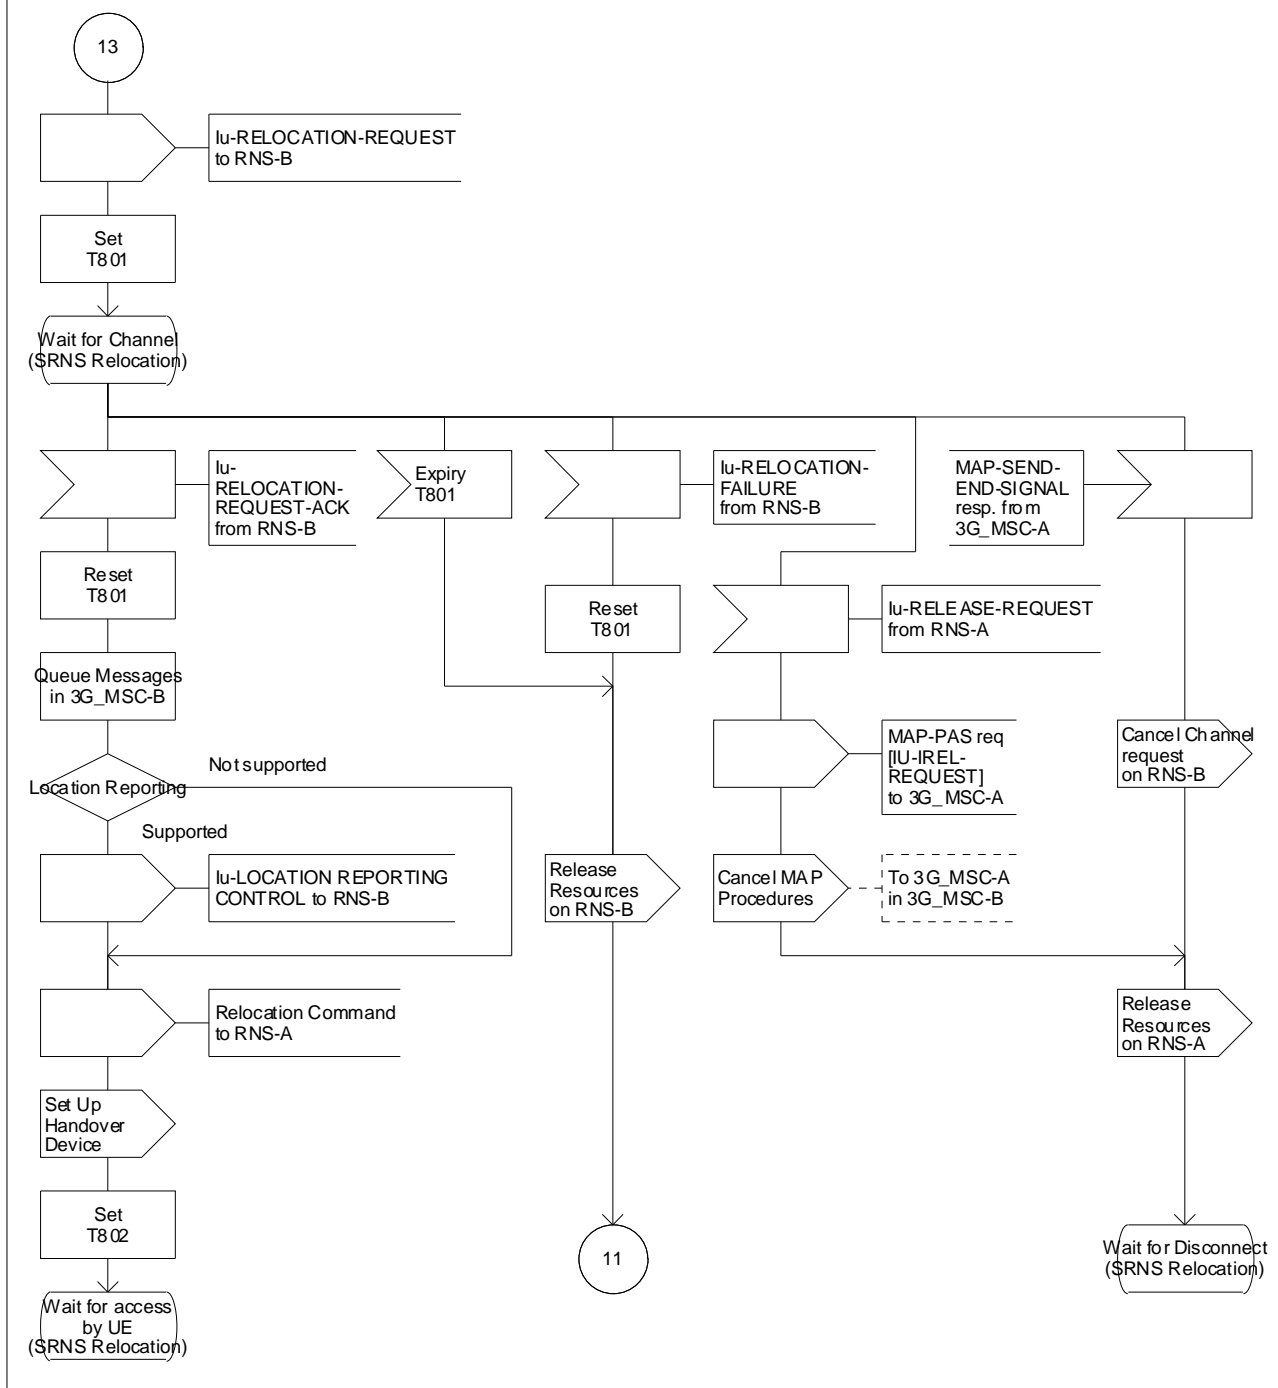 13
Iu-RELOCATION-REQUEST
to RNS-B
Set
T801
Wait for Channel
(SRNS Relocation)
Iu-
RELOCATION-
REQUEST-ACK
from RNS-B
Expiry
T801
Iu-RELOCATION-
FAILURE
from RNS-B
MAP-SEND-
END-SIGNAL
resp. from
3G_MSC-A
Reset
T801
Reset
T801
Iu-RELEASE-REQUEST
from RNS-A
Queue Messages
in 3G_MSC-B
MAP-PAS req
[IU-IREL-
REQUEST]
to 3G_MSC-A
Cancel Channel
request
on RNS-B
Location Reporting
Not supported
Supported
Iu-LOCATION REPORTING
CONTROL to RNS-B
Release
Resources
on RNS-B
Cancel MAP
Procedures
To 3G_MSC-A
in 3G_MSC-B
Relocation Command
to RNS-A
Release
Resources
on RNS-A
Set Up
Handover
Device
Set
T802
11
Wait for Disconnect
(SRNS Relocation)
Wait for access
by UE
(SRNS Relocation)